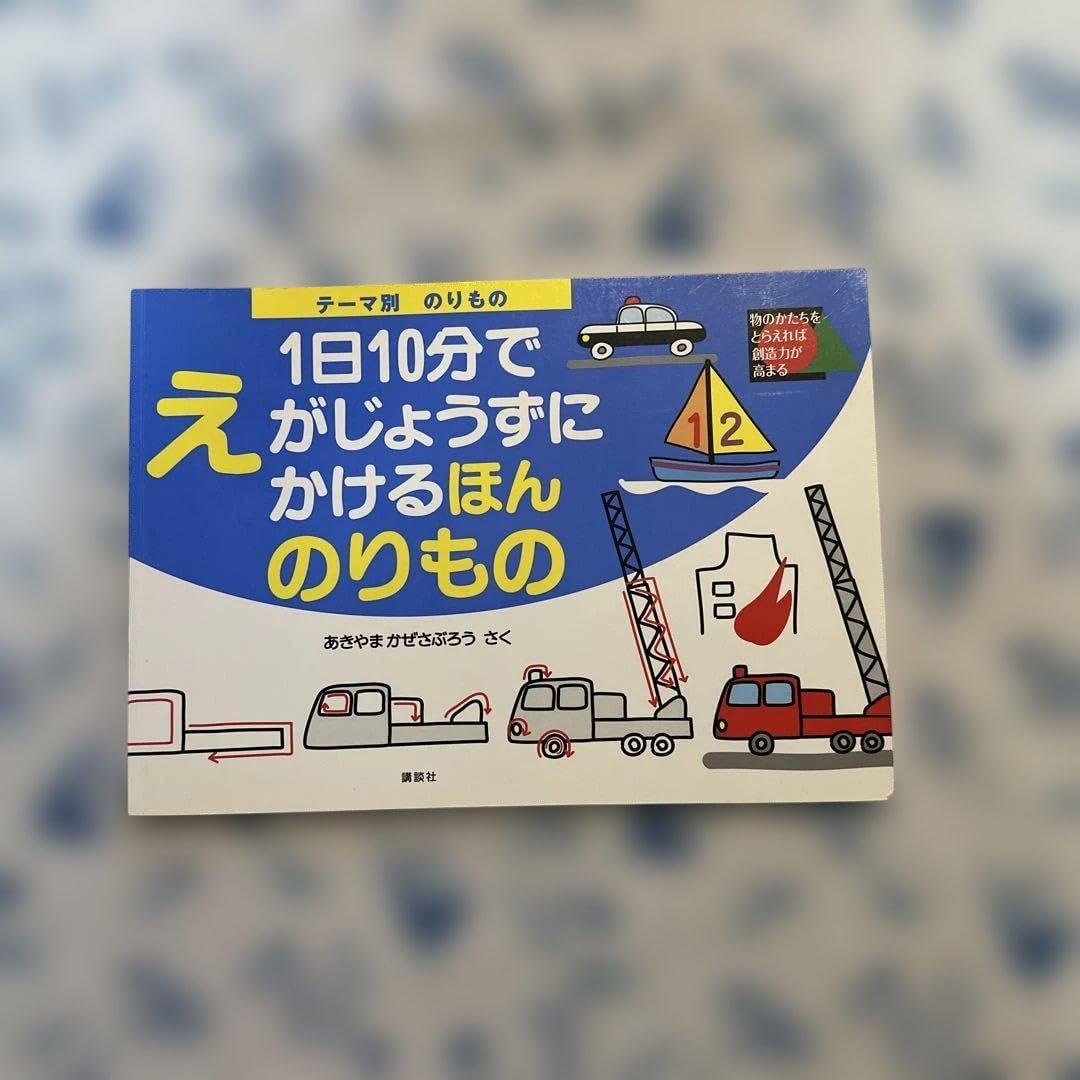 テーマ別 のりもの
1日10分で
えがじょうずに
かけるほん
のりもの
物のかたちを
とらえれば
創造力が
高まる
12
あきやま かぜさぶろう さく
講談社